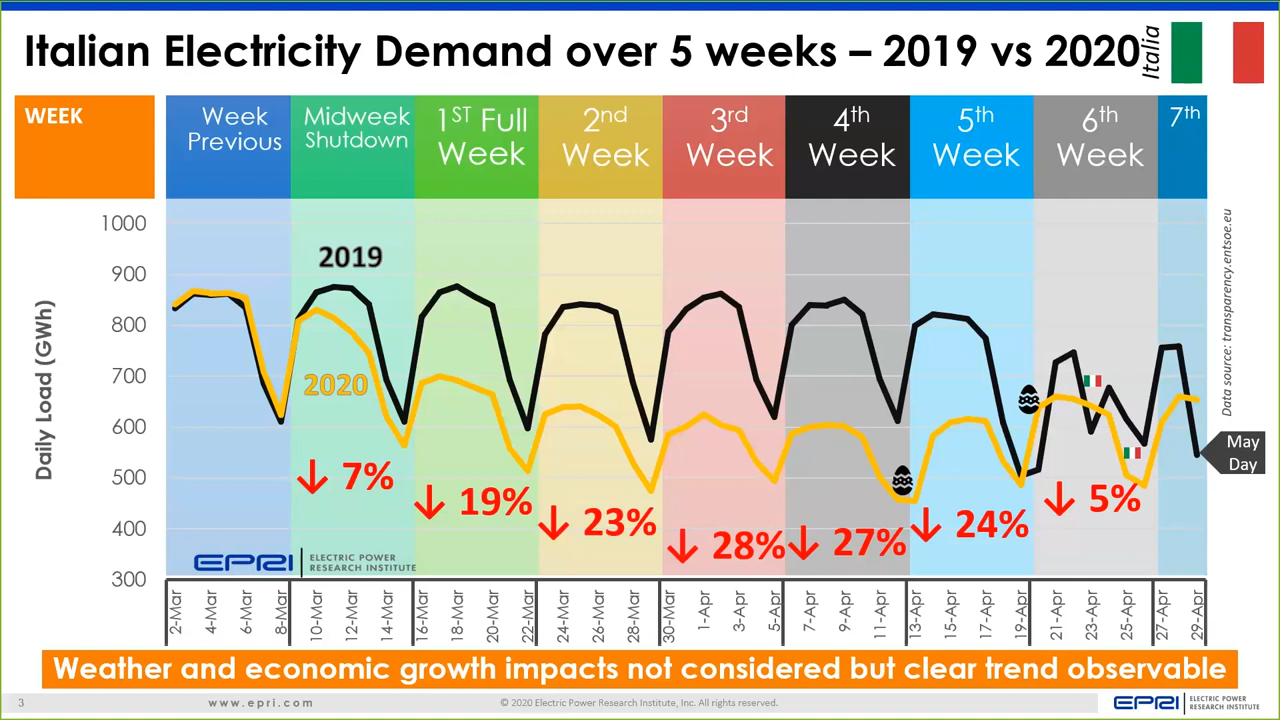 Italian Electricity Demand over 5 weeks – 2019 vs 2020
Italia
WEEK
Week Previous
Midweek Shutdown
1ST Full Week
2nd Week
3rd Week
4th Week
5th Week
6th Week
7th
Daily Load (GWh)
1000
900
800
700
600
500
400
300
2019
2020
7%
19%
23%
28%
27%
24%
5%
May Day
Data source: transparency.entsoe.eu
EPRI ELECTRIC POWER
RESEARCH INSTITUTE
2-Mar
4-Mar
6-Mar
8-Mar
10-Mar
12-Mar
14-Mar
16-Mar
18-Mar
20-Mar
22-Mar
24-Mar
26-Mar
28-Mar
30-Mar
1-Apr
3-Apr
5-Apr
7-Apr
9-Apr
11-Apr
13-Apr
15-Apr
17-Apr
19-Apr
21-Apr
23-Apr
25-Apr
27-Apr
29-Apr
Weather and economic growth impacts not considered but clear trend observable
3
www.epri.com
© 2020 Electric Power Research Institute, Inc. All rights reserved.
EPRI ELECTRIC POWER
RESEARCH INSTITUTE